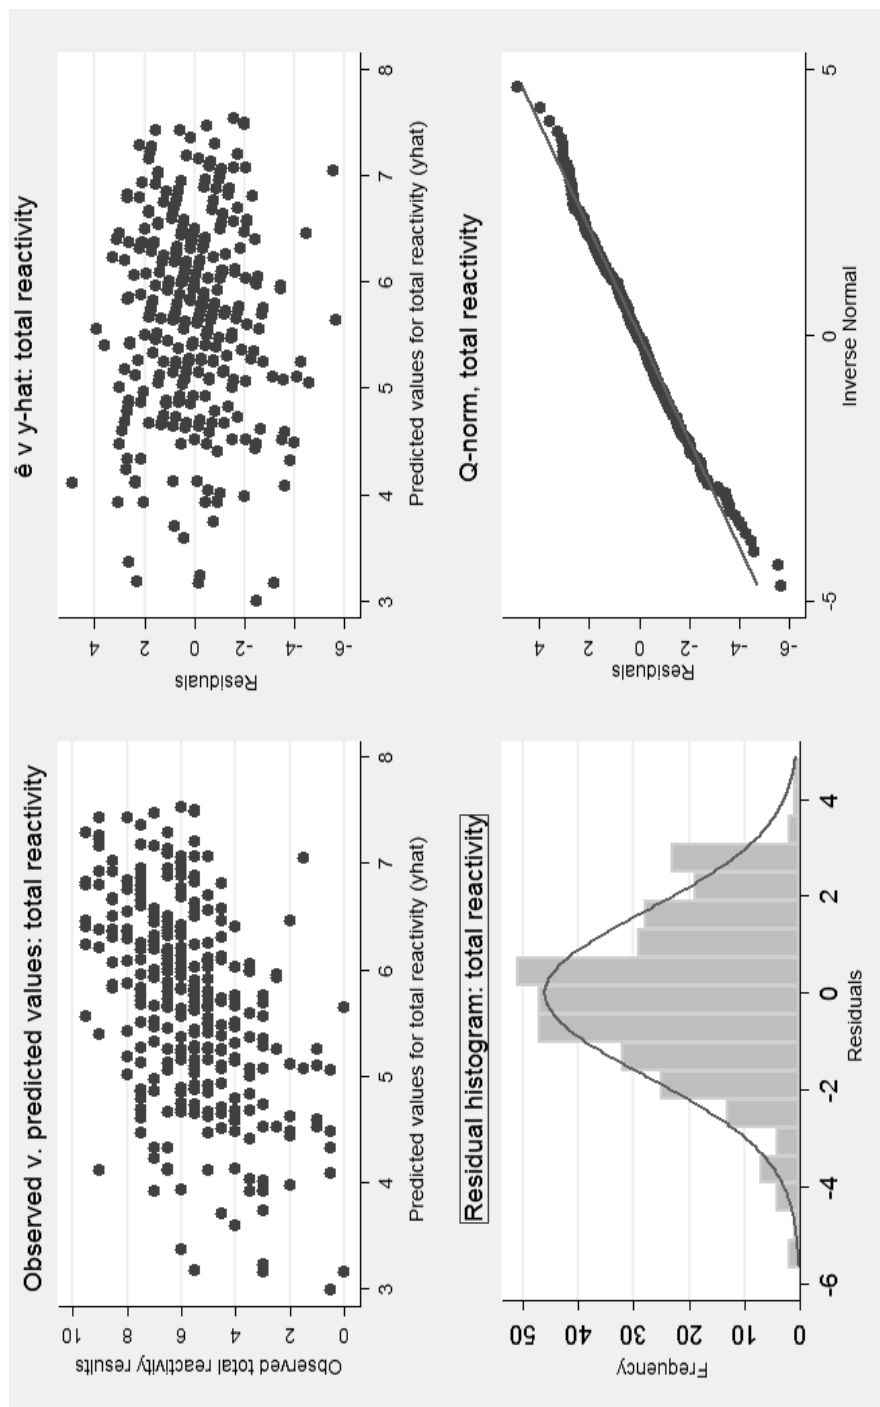 Observed v. predicted values: total reactivity
Observed total reactivity results
10
8
6
4
2
0
3 4 5 6 7 8
Predicted values for total reactivity (yhat)
ê v y-hat: total reactivity
Residuals
4
2
0
-2
-4
-6
3 4 5 6 7 8
Predicted values for total reactivity (yhat)
Residual histogram: total reactivity
Frequency
50
40
30
20
10
0
-6 -4 -2 0 2 4
Residuals
Q-norm, total reactivity
Residuals
4
2
0
-2
-4
-6
-5 0 5
Inverse Normal